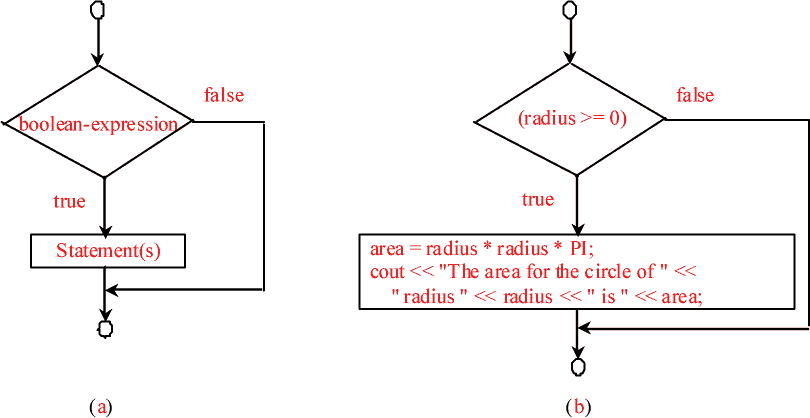 false
boolean-expression
true
Statement(s)
(a)
false
(radius >= 0)
true
area = radius * radius * PI;
cout << "The area for the circle of " <<
" radius " << radius << " is " << area;
(b)